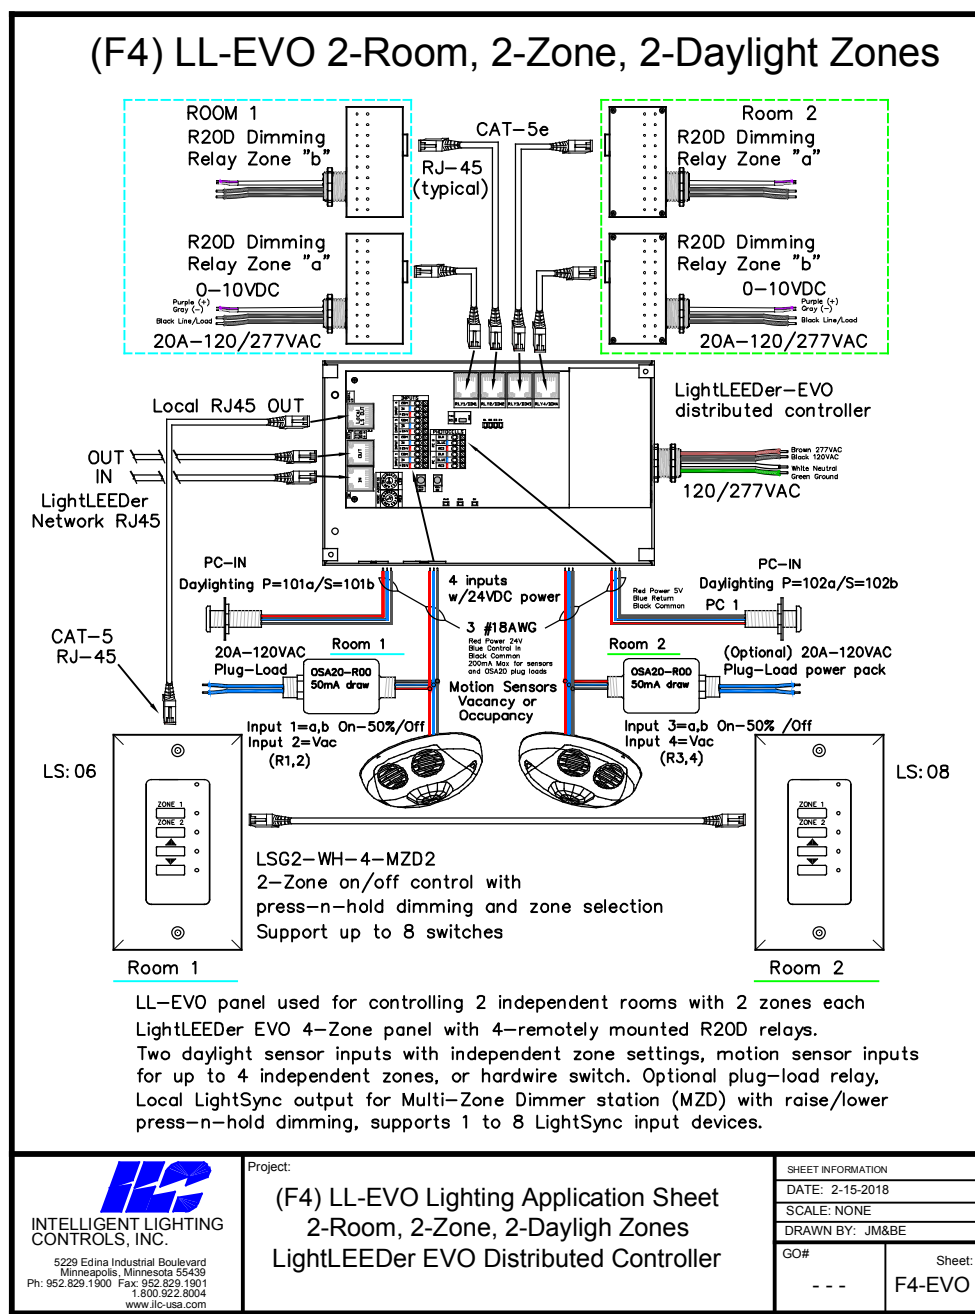 (F4) LL-EVO 2-Room, 2-Zone, 2-Daylight Zones
ROOM 1
R20D Dimming
Relay Zone "b"
CAT-5e
RJ-45
(typical)
Room 2
R20D Dimming
Relay Zone "a"
R20D Dimming
Relay Zone "a"
0-10VDC
Purple (+)
Gray (-)
Black Line/Load
20A-120/277VAC
R20D Dimming
Relay Zone "b"
0-10VDC
Purple (+)
Gray (-)
Black Line/Load
20A-120/277VAC
Local RJ45 OUT
OUT
IN
LightLEEDer
Network RJ45
INPUTS
OUT
IN
LightLEEDer-EVO
distributed controller
Brown 277VAC
Black 120VAC
White Neutral
Green Ground
120/277VAC
PC-IN
Daylighting P=101a/S=101b
4 inputs
w/24VDC power
PC-IN
Daylighting P=102a/S=102b
Red Power 5V
Blue Return
Black Common
PC 1
3 #18AWG
Red Power 24V
Blue Control In
Black Common
200mA Max for sensors
and OSA20 plug loads
CAT-5
RJ-45
Room 1
20A-120VAC
Plug-Load
OSA20-R00
50mA draw
Room 2
(Optional) 20A-120VAC
Plug-Load power pack
OSA20-R00
50mA draw
Motion Sensors
Vacancy or
Occupancy
Input 1=a,b On-50%/Off
Input 2=Vac
(R1,2)
Input 3=a,b On-50% /Off
Input 4=Vac
(R3,4)
LS: 06
ZONE 1
ZONE 2
LS: 08
ZONE 1
ZONE 2
LSG2-WH-4-MZD2
2-Zone on/off control with
press-n-hold dimming and zone selection
Support up to 8 switches
Room 1
Room 2
LL-EVO panel used for controlling 2 independent rooms with 2 zones each
LightLEEDer EVO 4-Zone panel with 4-remotely mounted R20D relays.
Two daylight sensor inputs with independent zone settings, motion sensor inputs
for up to 4 independent zones, or hardwire switch. Optional plug-load relay,
Local LightSync output for Multi-Zone Dimmer station (MZD) with raise/lower
press-n-hold dimming, supports 1 to 8 LightSync input devices.
ILC
INTELLIGENT LIGHTING
CONTROLS, INC.
5229 Edina Industrial Boulevard
Minneapolis, Minnesota 55439
Ph: 952.829.1900 Fax: 952.829.1901
1.800.922.8004
www.ilc-usa.com
Project:
(F4) LL-EVO Lighting Application Sheet
2-Room, 2-Zone, 2-Dayligh Zones
LightLEEDer EVO Distributed Controller
SHEET INFORMATION
DATE: 2-15-2018
SCALE: NONE
DRAWN BY: JM&BE
GO#
- - -
Sheet:
F4-EVO